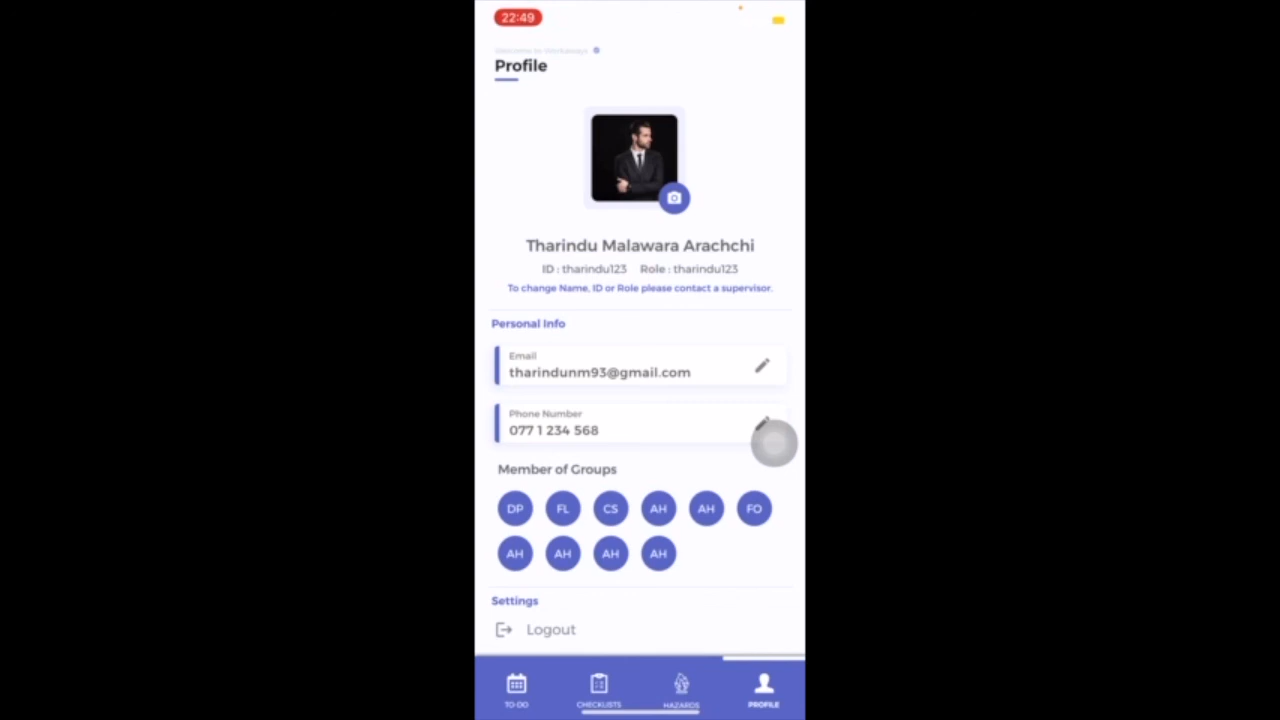 22:49
Profile
Tharindu Malawara Arachchi
ID : tharindu123 Role : tharindu123
To change Name, ID or Role please contact a supervisor.
Personal Info
Email
tharindunm93@gmail.com
Phone Number
077 1 234 568
Member of Groups
DP FL CS AH AH FO
AH AH AH AH
Settings
Logout
TO-DO CHECKLISTS HAZARDS PROFILE